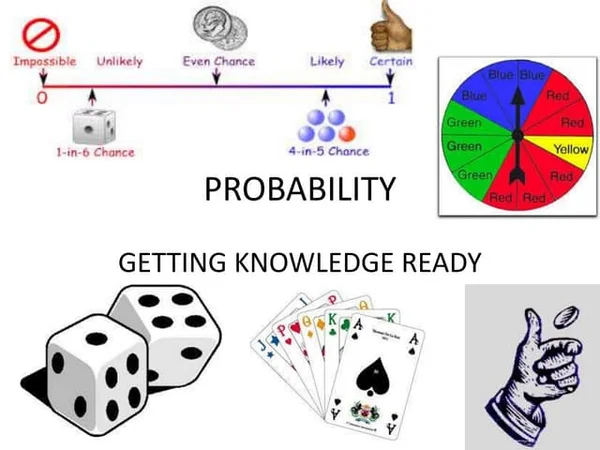 Impossible Unlikely Even Chance Likely Certain
0 1
1-in-6 Chance 4-in-5 Chance
Blue Blue
Blue Red
Green Red
Green Yellow
Green Red
Red Red
PROBABILITY
GETTING KNOWLEDGE READY
J P O K K A
A